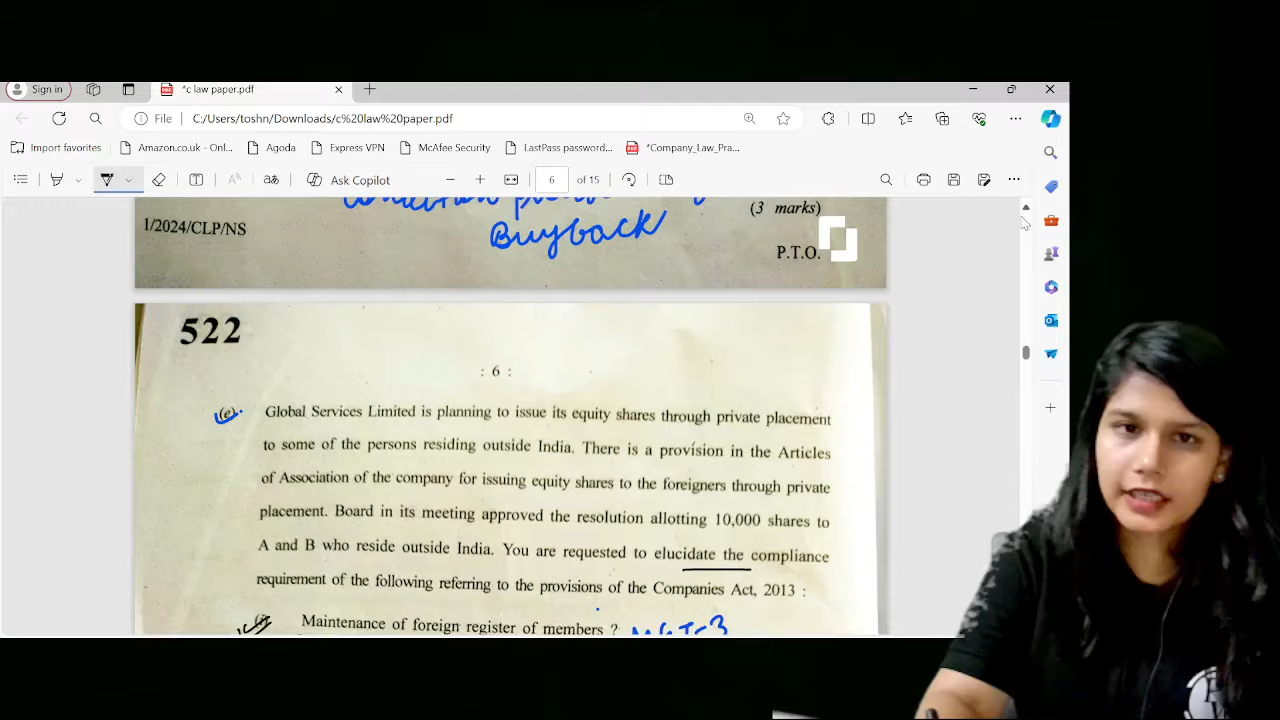 Sign in
*c law paper.pdf
File
C:/Users/toshn/Downloads/c%20law%20paper.pdf
Import favorites
Amazon.co.uk - Onl...
Agoda
Express VPN
McAfee Security
LastPass password...
*Company_Law_Pra...
Ask Copilot
6
of 15
(3 marks)
Buyback
1/2024/CLP/NS
P.T.O.
522
: 6 :
(e)
Global Services Limited is planning to issue its equity shares through private placement
to some of the persons residing outside India. There is a provision in the Articles
of Association of the company for issuing equity shares to the foreigners through private
placement. Board in its meeting approved the resolution allotting 10,000 shares to
A and B who reside outside India. You are requested to elucidate the compliance
requirement of the following referring to the provisions of the Companies Act, 2013 :
(i) Maintenance of foreign register of members ? MGT-3